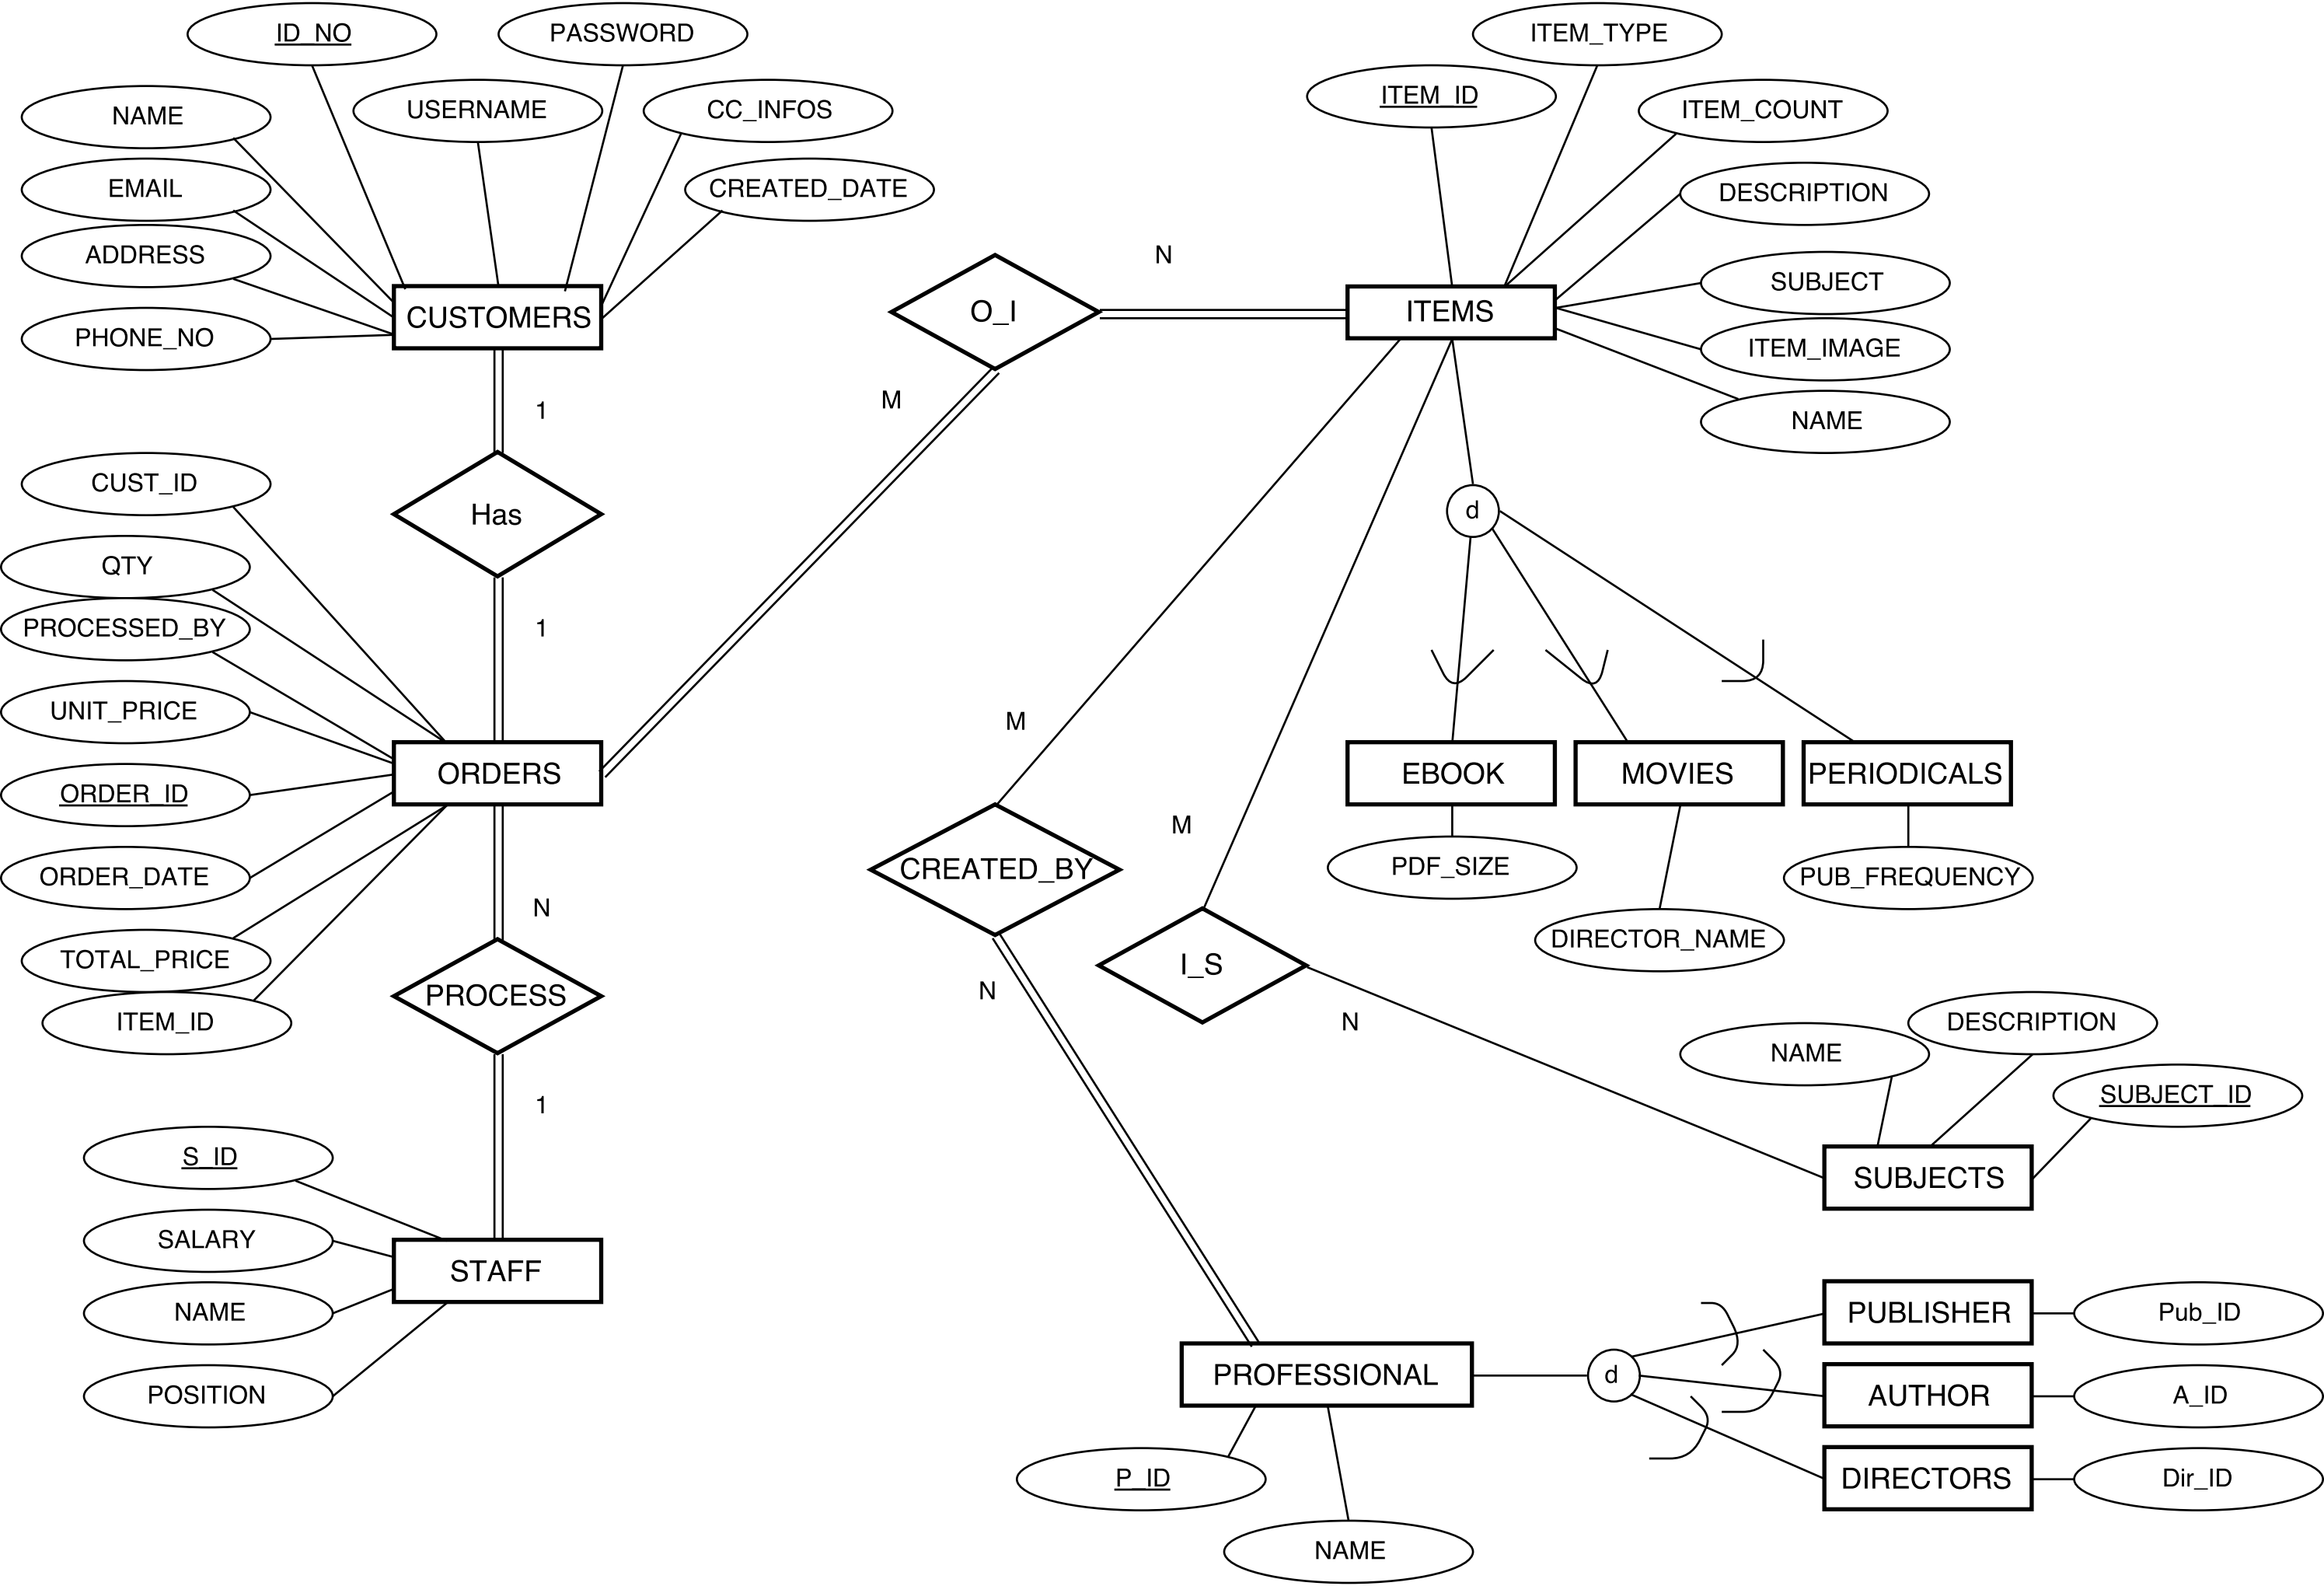 ID_NO
PASSWORD
NAME
USERNAME
CC_INFOS
EMAIL
CREATED_DATE
ADDRESS
PHONE_NO
CUSTOMERS
1
Has
1
CUST_ID
QTY
PROCESSED_BY
UNIT_PRICE
ORDER_ID
ORDER_DATE
TOTAL_PRICE
ITEM_ID
ORDERS
N
PROCESS
1
S_ID
SALARY
NAME
POSITION
STAFF
O_I
N
M
ITEM_TYPE
ITEM_ID
ITEM_COUNT
DESCRIPTION
SUBJECT
ITEM_IMAGE
NAME
ITEMS
d
EBOOK
MOVIES
PERIODICALS
PDF_SIZE
DIRECTOR_NAME
PUB_FREQUENCY
M
CREATED_BY
N
M
I_S
N
NAME
DESCRIPTION
SUBJECT_ID
SUBJECTS
PROFESSIONAL
P_ID
NAME
d
PUBLISHER
Pub_ID
AUTHOR
A_ID
DIRECTORS
Dir_ID